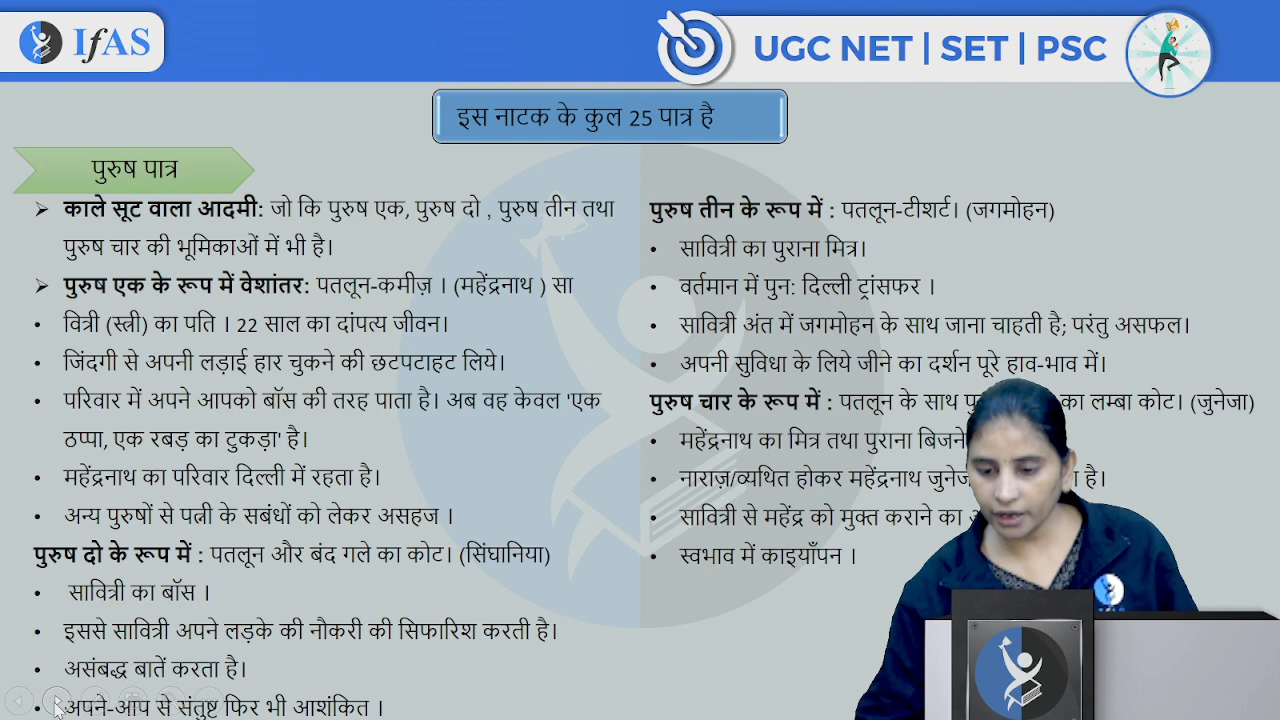 IfAS
UGC NET | SET | PSC
इस नाटक के कुल 25 पात्र है
पुरुष पात्र
➢ काले सूट वाला आदमी: जो कि पुरुष एक, पुरुष दो , पुरुष तीन तथा
पुरुष चार की भूमिकाओं में भी है।
➢ पुरुष एक के रूप में वेशांतर: पतलून-कमीज़ । (महेंद्रनाथ ) सा
• वित्री (स्त्री) का पति । 22 साल का दांपत्य जीवन।
• जिंदगी से अपनी लड़ाई हार चुकने की छटपटाहट लिये।
• परिवार में अपने आपको बॉस की तरह पाता है। अब वह केवल 'एक
ठप्पा, एक रबड़ का टुकड़ा' है।
• महेंद्रनाथ का परिवार दिल्ली में रहता है।
• अन्य पुरुषों से पत्नी के सबंधों को लेकर असहज ।
पुरुष दो के रूप में : पतलून और बंद गले का कोट। (सिंघानिया)
• सावित्री का बॉस ।
• इससे सावित्री अपने लड़के की नौकरी की सिफारिश करती है।
• असंबद्ध बातें करता है।
• अपने-आप से संतुष्ट फिर भी आशंकित ।
पुरुष तीन के रूप में : पतलून-टीशर्ट। (जगमोहन)
• सावित्री का पुराना मित्र।
• वर्तमान में पुन: दिल्ली ट्रांसफर ।
• सावित्री अंत में जगमोहन के साथ जाना चाहती है; परंतु असफल।
• अपनी सुविधा के लिये जीने का दर्शन पूरे हाव-भाव में।
पुरुष चार के रूप में : पतलून के साथ का लम्बा कोट। (जुनेजा)
• महेंद्रनाथ का मित्र तथा पुराना
• नाराज़/व्यथित होकर महेंद्रनाथ है।
• सावित्री से महेंद्र को मुक्त कराने का
• स्वभाव में काइयाँपन ।